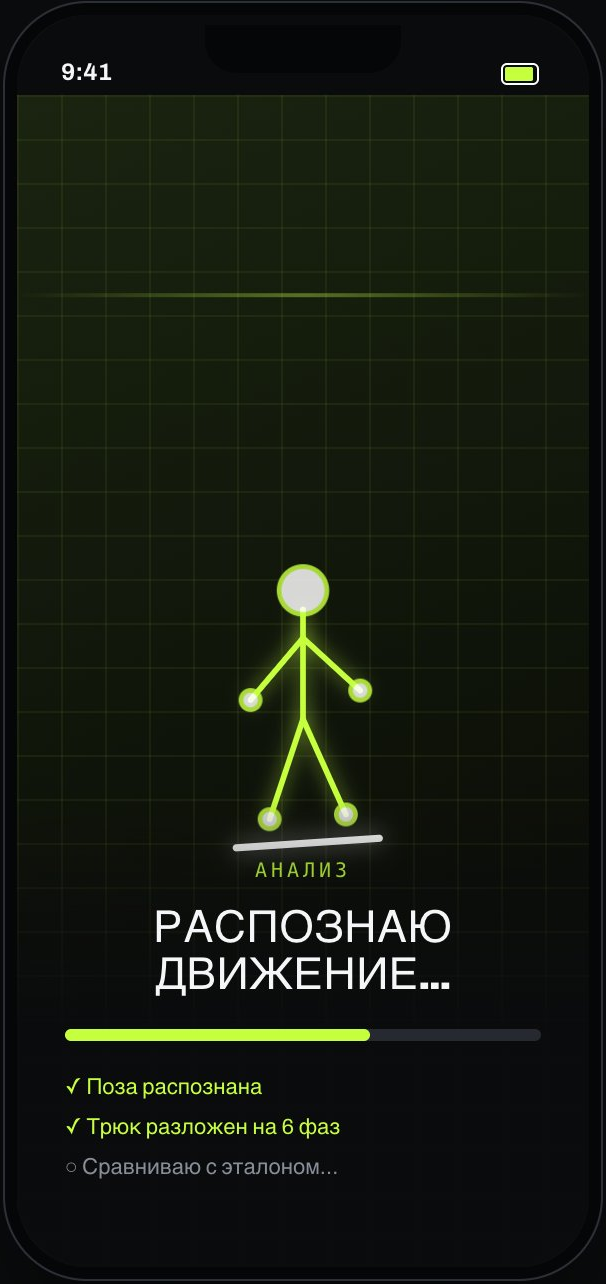 9:41
АНАЛИЗ
РАСПОЗНАЮ
ДВИЖЕНИЕ...
✓ Поза распознана
✓ Трюк разложен на 6 фаз
○ Сравниваю с эталоном...